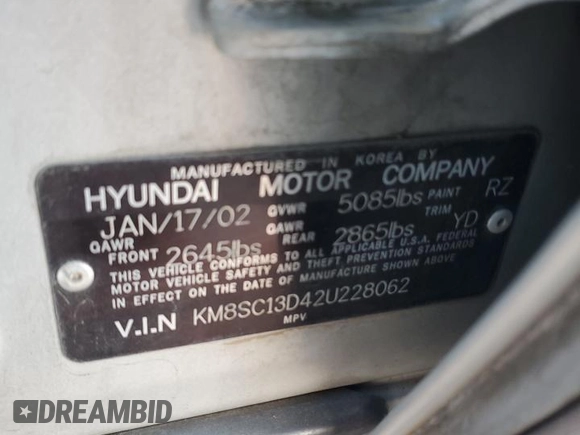 MANUFACTURED IN KOREA BY
HYUNDAI MOTOR COMPANY
JAN/17/02 GVWR 5085lbs PAINT RZ
GAWR FRONT 2645lbs GAWR REAR 2865lbs TRIM YD
THIS VEHICLE CONFORMS TO ALL APPLICABLE U.S.A. FEDERAL
MOTOR VEHICLE SAFETY AND THEFT PREVENTION STANDARDS
IN EFFECT ON THE DATE OF MANUFACTURE SHOWN ABOVE.
V.I.N KM8SC13D42U228062
MPV
DREAMBID